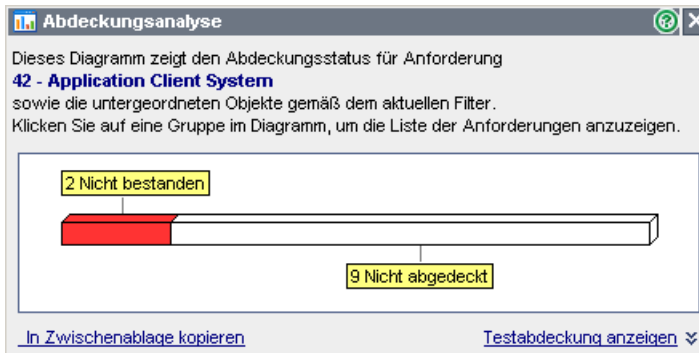 Abdeckungsanalyse
Dieses Diagramm zeigt den Abdeckungsstatus für Anforderung
42 - Application Client System
sowie die untergeordneten Objekte gemäß dem aktuellen Filter.
Klicken Sie auf eine Gruppe im Diagramm, um die Liste der Anforderungen anzuzeigen.
2 Nicht bestanden
9 Nicht abgedeckt
In Zwischenablage kopieren Testabdeckung anzeigen